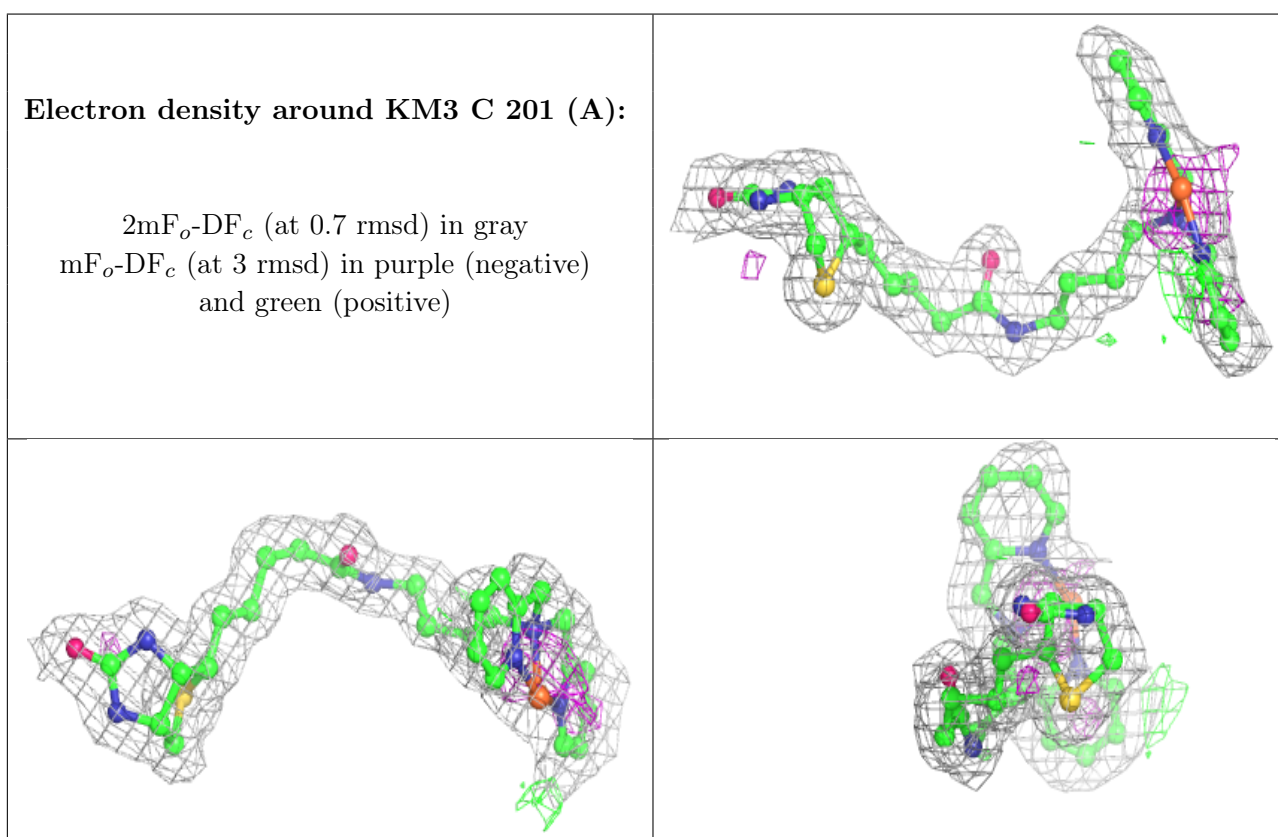 Electron density around KM3 C 201 (A):
2mFo-DFc (at 0.7 rmsd) in gray
mFo-DFc (at 3 rmsd) in purple (negative)
and green (positive)